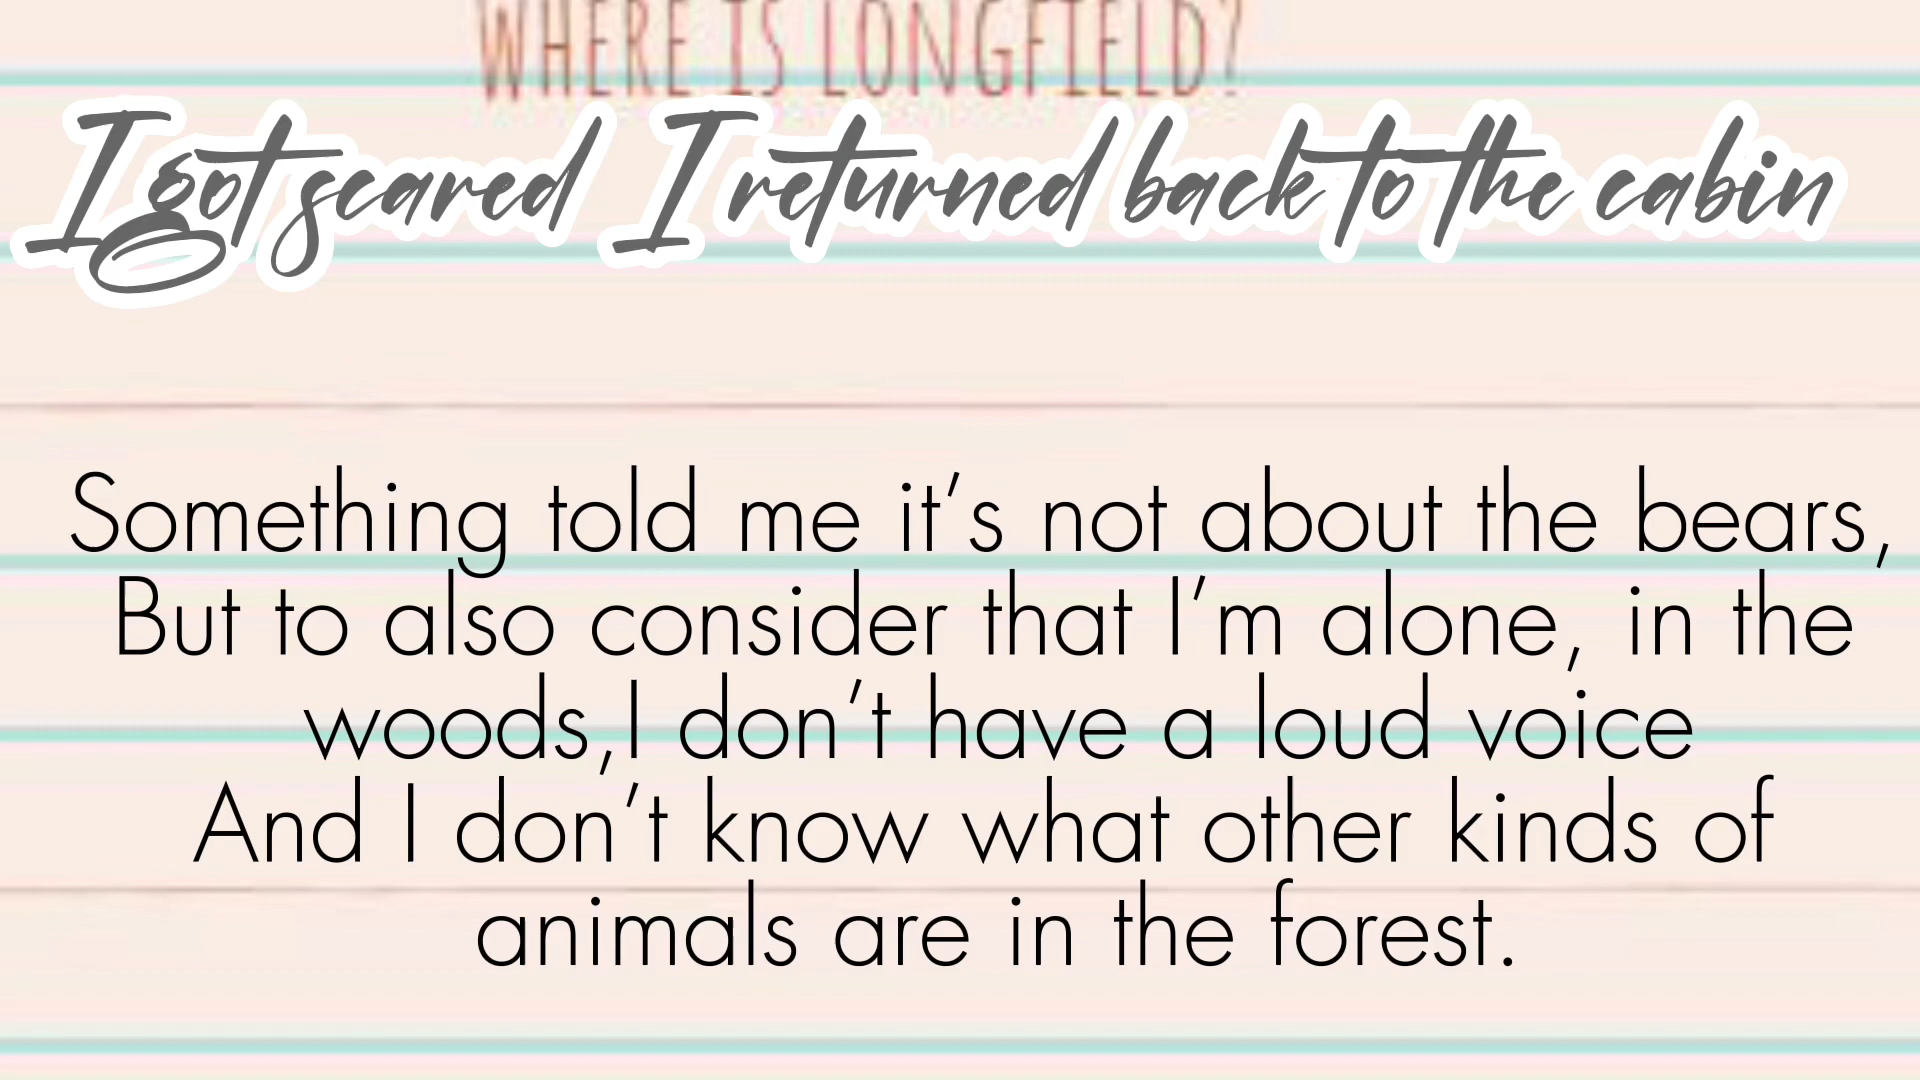 WHERE IS LONGFIELD?
I got scared I returned back to the cabin
Something told me it’s not about the bears,
But to also consider that I’m alone, in the
woods,I don’t have a loud voice
And I don’t know what other kinds of
animals are in the forest.